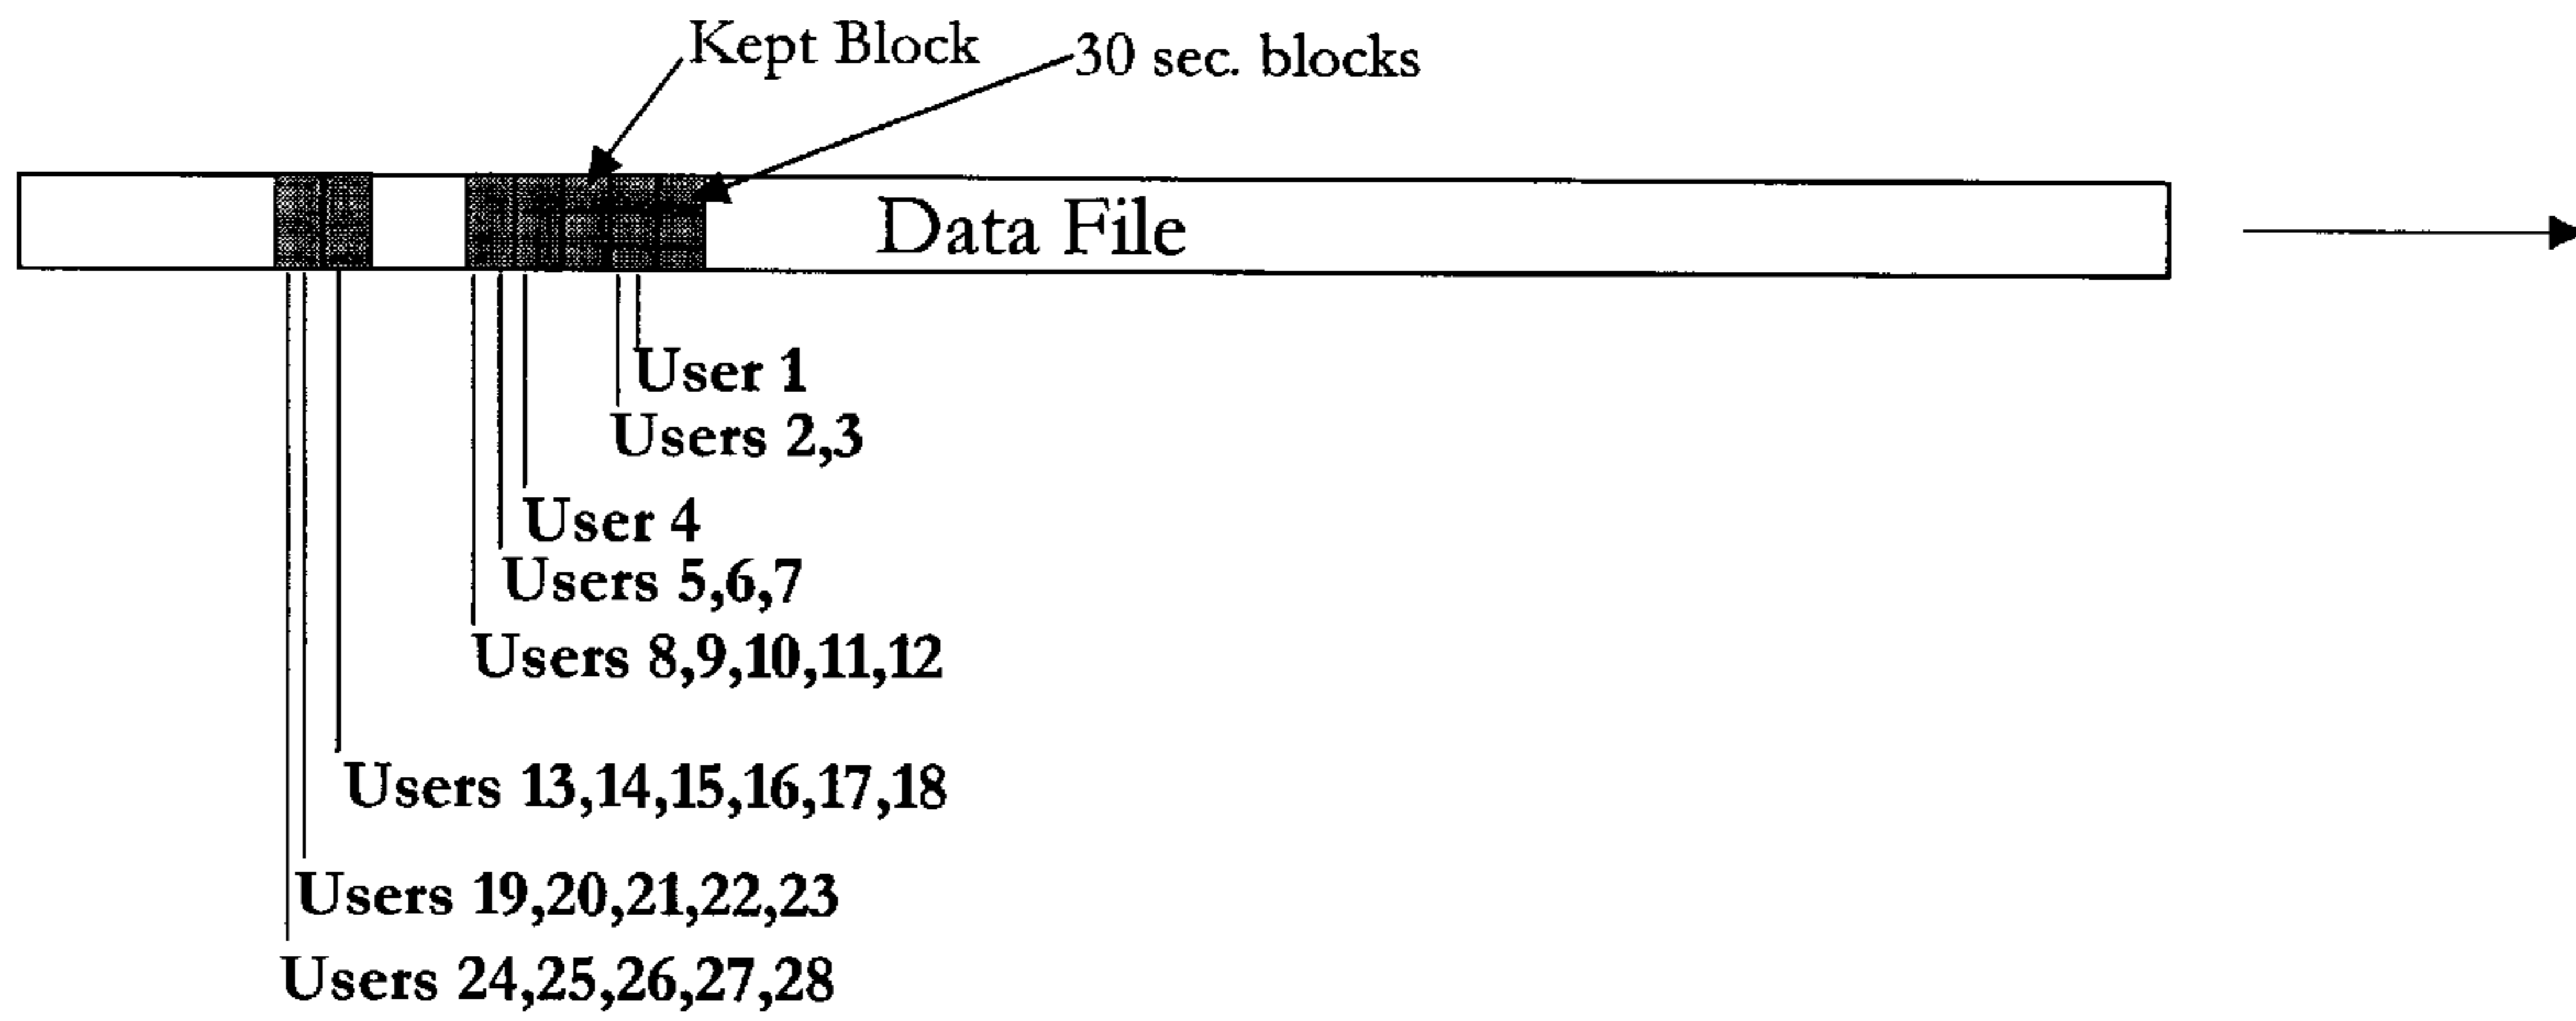 Kept Block
30 sec. blocks
Data File
User 1
Users 2,3
User 4
Users 5,6,7
Users 8,9,10,11,12
Users 13,14,15,16,17,18
Users 19,20,21,22,23
Users 24,25,26,27,28